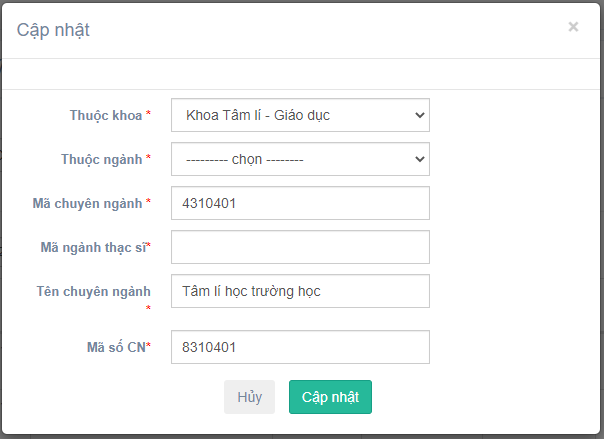 Cập nhật ×
Thuộc khoa * Khoa Tâm lí - Giáo dục
Thuộc ngành * --------- chọn --------
Mã chuyên ngành * 4310401
Mã ngành thạc sĩ*
Tên chuyên ngành Tâm lí học trường học
*
Mã số CN* 8310401
Hủy Cập nhật